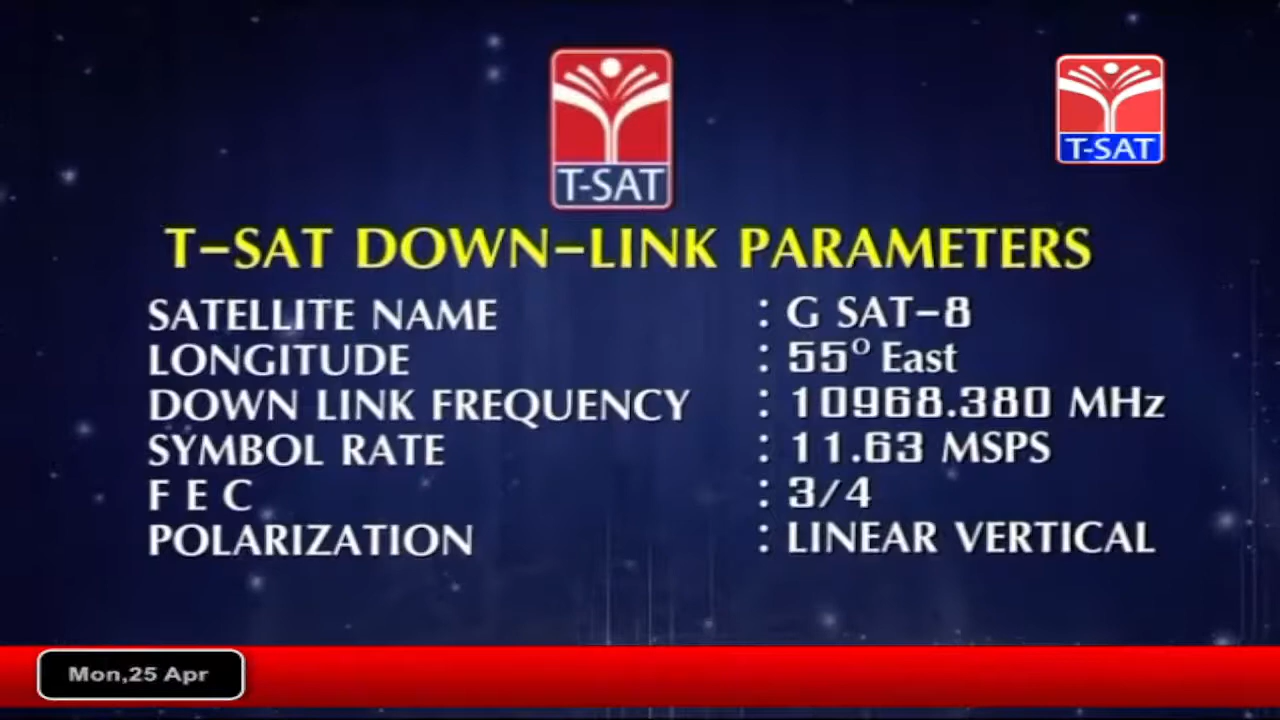 T-SAT
T-SAT
T-SAT DOWN-LINK PARAMETERS
SATELLITE NAME : G SAT-8
LONGITUDE : 55° East
DOWN LINK FREQUENCY : 10968.380 MHz
SYMBOL RATE : 11.63 MSPS
F E C : 3/4
POLARIZATION : LINEAR VERTICAL
Mon,25 Apr